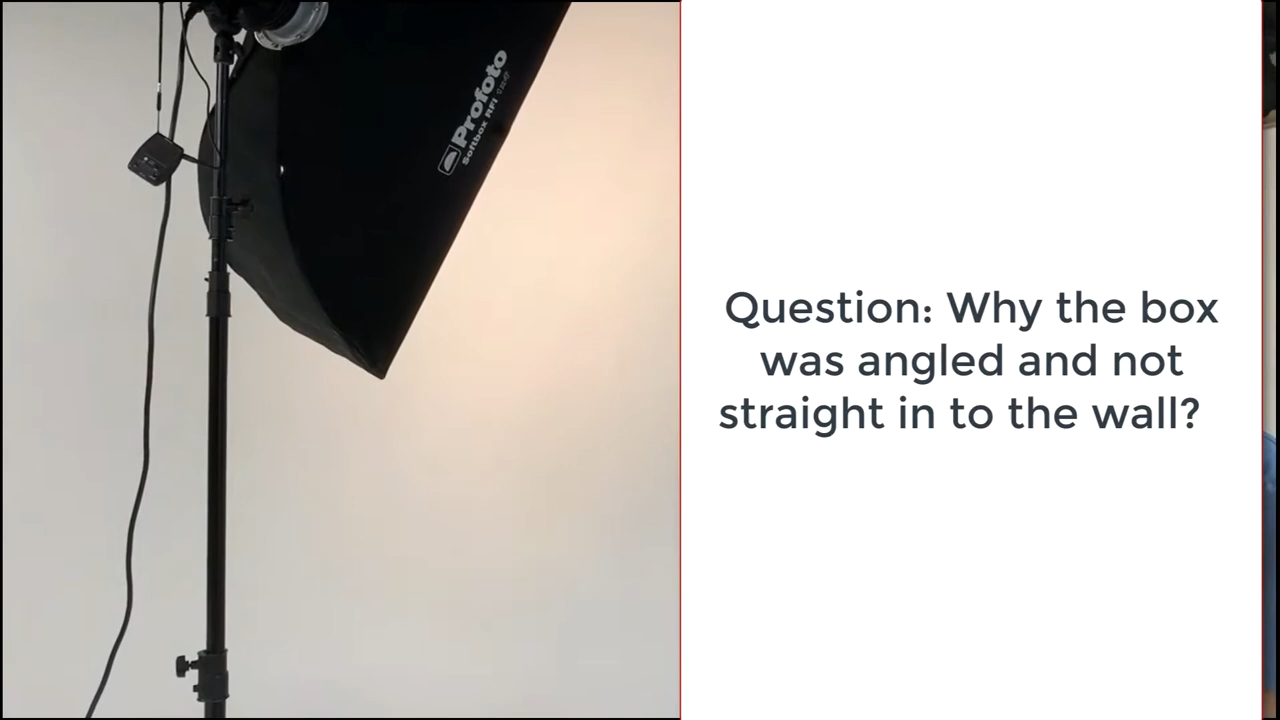 Profoto
Softbox RFi
Question: Why the box
was angled and not
straight in to the wall?